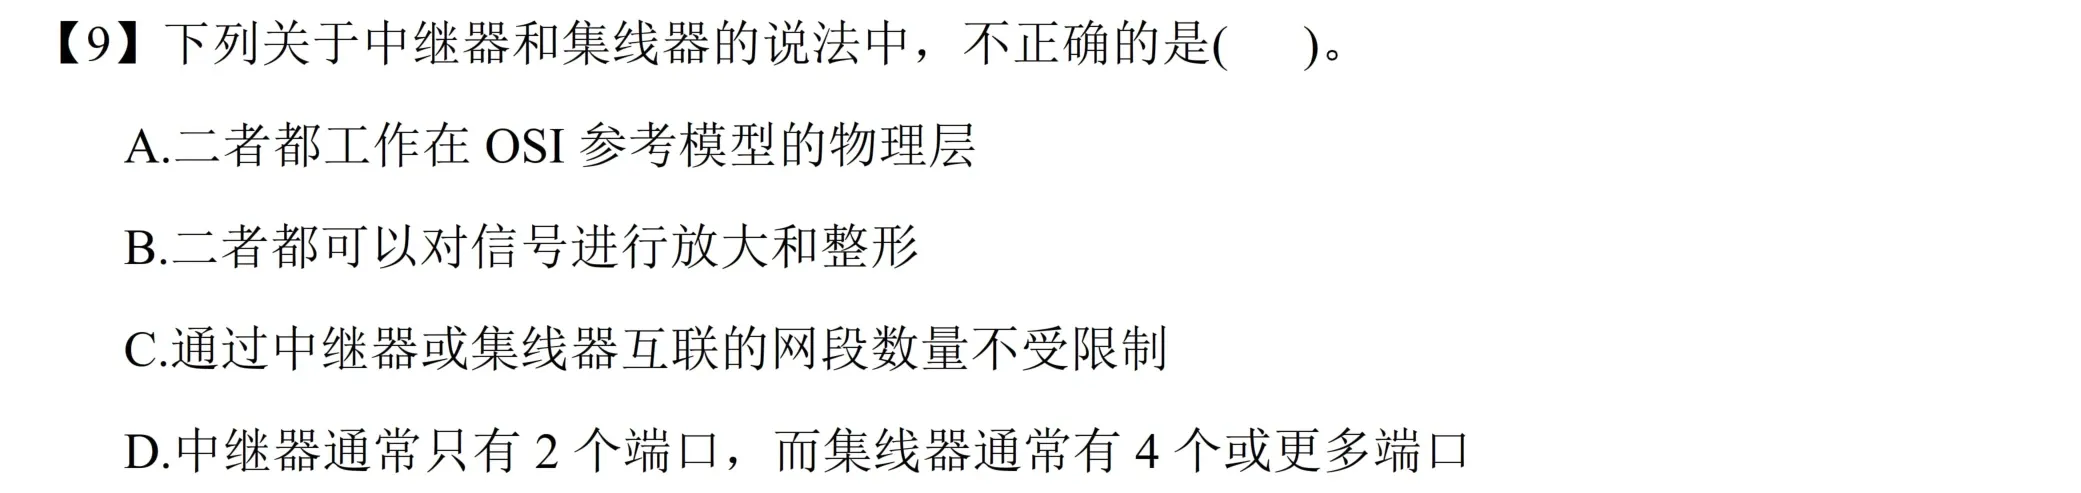 【9】下列关于中继器和集线器的说法中，不正确的是(  )。
A.二者都工作在 OSI 参考模型的物理层
B.二者都可以对信号进行放大和整形
C.通过中继器或集线器互联的网段数量不受限制
D.中继器通常只有 2 个端口，而集线器通常有 4 个或更多端口